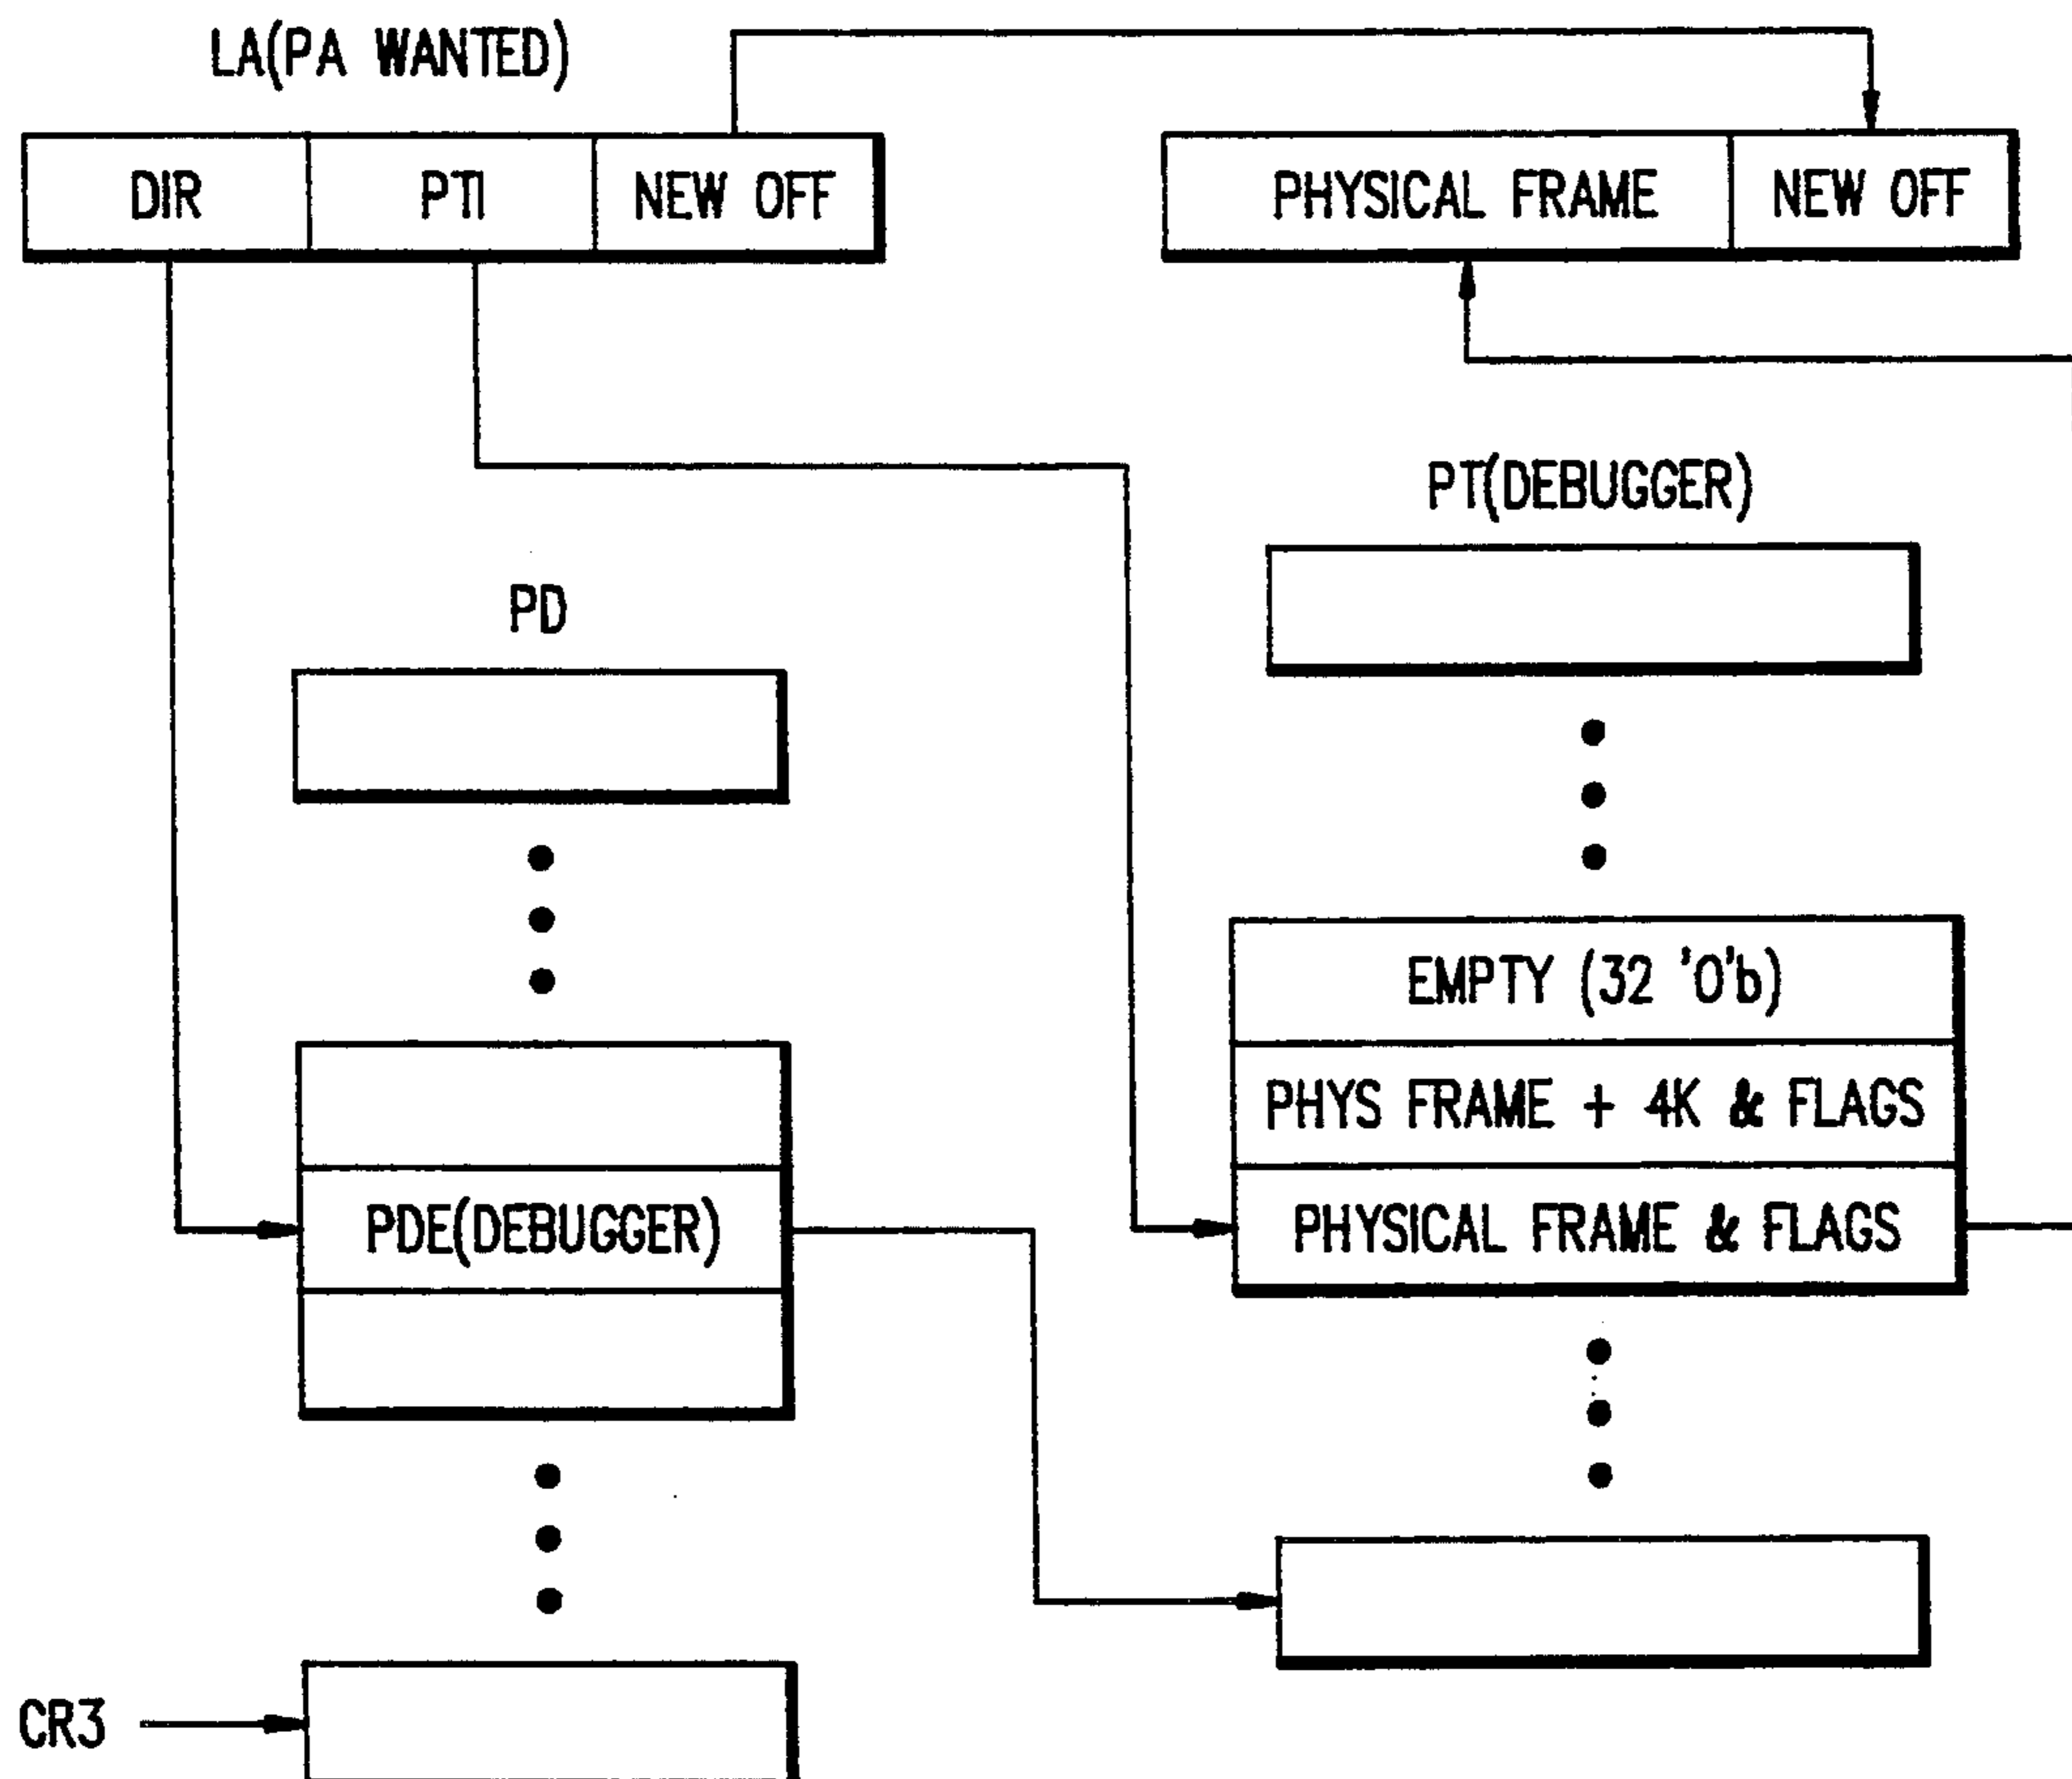 LA(PA WANTED)
DIR PTI NEW OFF
PHYSICAL FRAME NEW OFF
PT(DEBUGGER)
PD
EMPTY (32 '0'b)
PHYS FRAME + 4K & FLAGS
PDE(DEBUGGER)
PHYSICAL FRAME & FLAGS
CR3